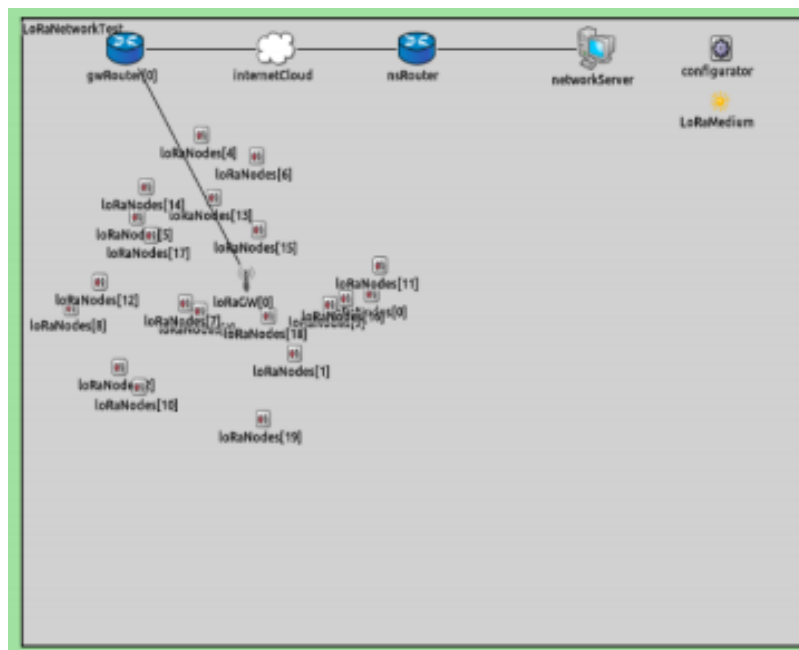 LoRaNetworkTest
gwRouter[0]
internetCloud
nsRouter
networkServer
configurator
LoRaMedium
loRaNodes[4]
loRaNodes[6]
loRaNodes[14]
loRaNodes[13]
loRaNodes[17]
loRaNodes[15]
loRaNodes[11]
loRaNodes[12]
loRaGW[0]
loRaNodes[8]
loRaNodes[7]
loRaNodes[18]
loRaNodes[1]
loRaNodes[10]
loRaNodes[19]